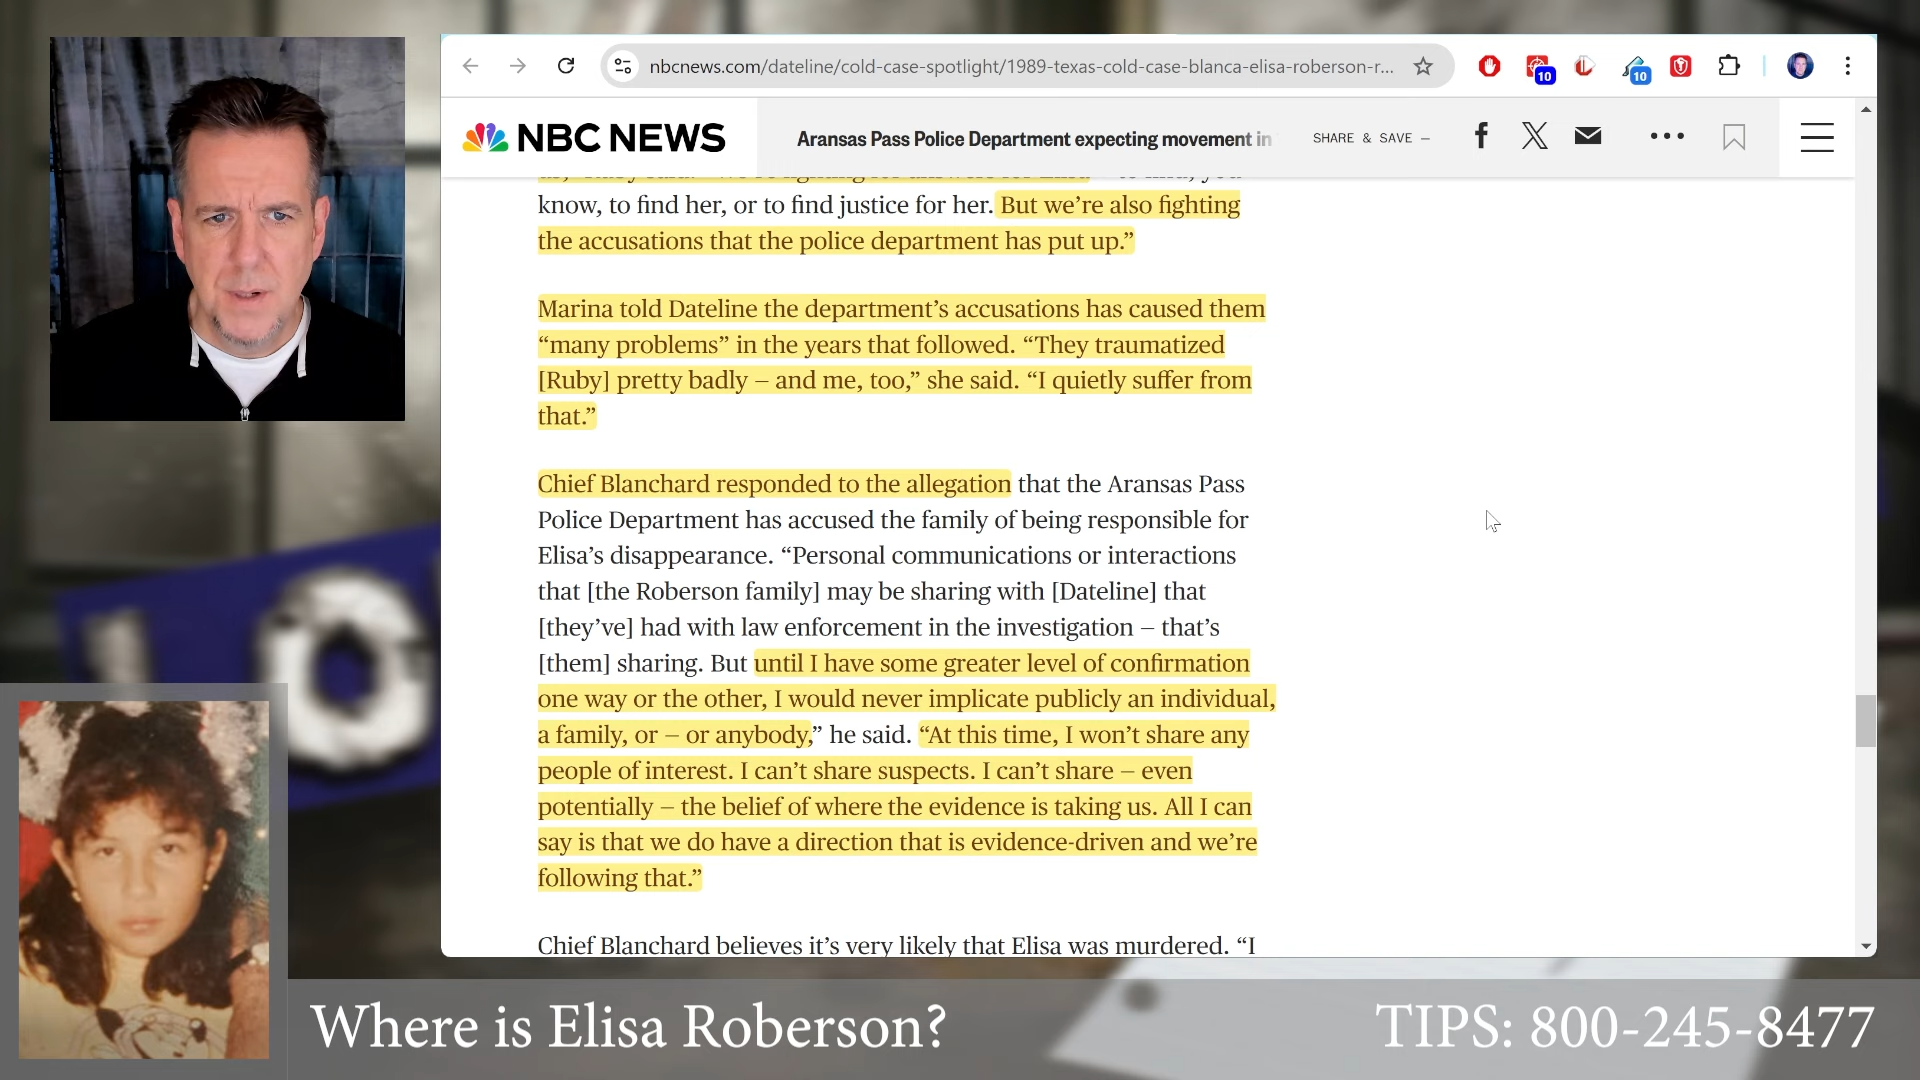 nbcnews.com/dateline/cold-case-spotlight/1989-texas-cold-case-blanca-elisa-roberson-r...
10
10
NBC NEWS
Aransas Pass Police Department expecting movement in
SHARE & SAVE —
know, to find her, or to find justice for her. But we’re also fighting
the accusations that the police department has put up.”
Marina told Dateline the department’s accusations has caused them
“many problems” in the years that followed. “They traumatized
[Ruby] pretty badly — and me, too,” she said. “I quietly suffer from
that.”
Chief Blanchard responded to the allegation that the Aransas Pass
Police Department has accused the family of being responsible for
Elisa’s disappearance. “Personal communications or interactions
that [the Roberson family] may be sharing with [Dateline] that
[they’ve] had with law enforcement in the investigation — that’s
[them] sharing. But until I have some greater level of confirmation
one way or the other, I would never implicate publicly an individual,
a family, or — or anybody,” he said. “At this time, I won’t share any
people of interest. I can’t share suspects. I can’t share — even
potentially — the belief of where the evidence is taking us. All I can
say is that we do have a direction that is evidence-driven and we’re
following that.”
Chief Blanchard believes it’s very likely that Elisa was murdered. “I
Where is Elisa Roberson?
TIPS: 800-245-8477